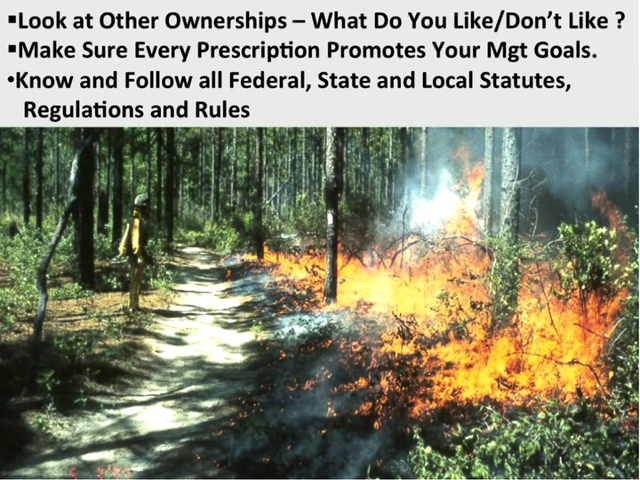 ▪Look at Other Ownerships – What Do You Like/Don't Like ?
▪Make Sure Every Prescription Promotes Your Mgt Goals.
•Know and Follow all Federal, State and Local Statutes,
Regulations and Rules